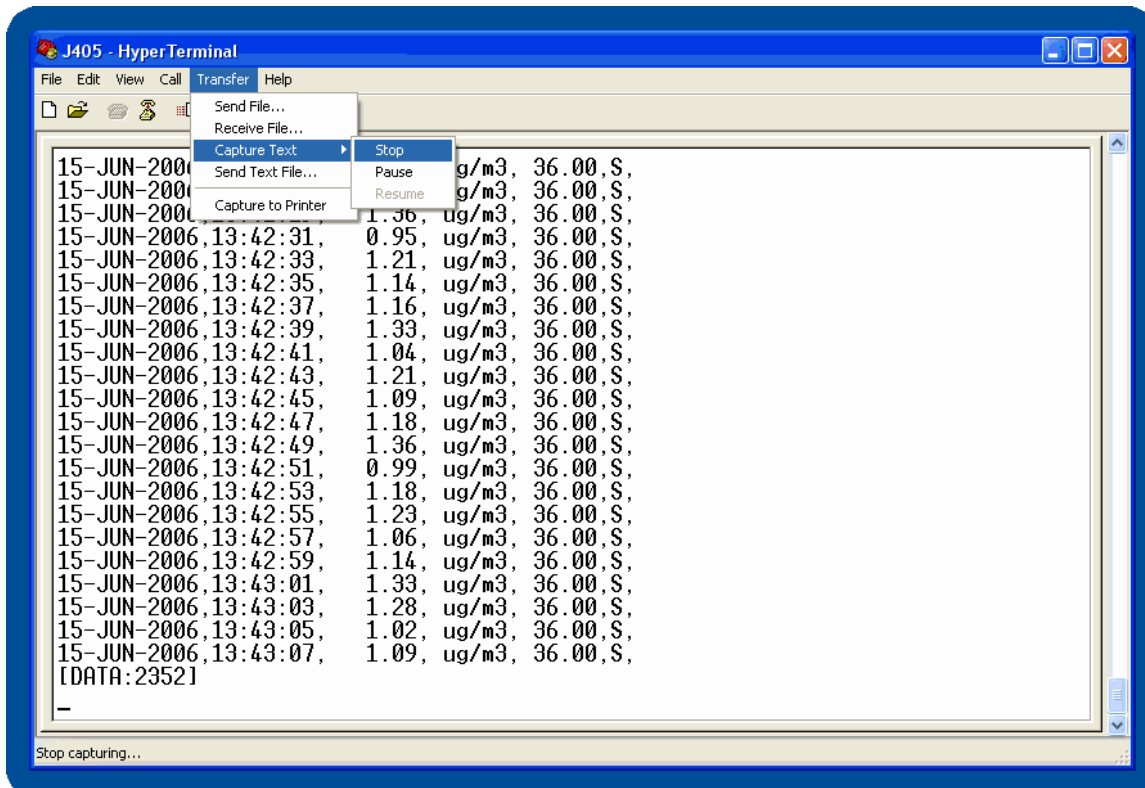 J405 - HyperTerminal
File Edit View Call Transfer Help
Send File...
Receive File...
Capture Text
Send Text File...
Capture to Printer
Stop
Pause
Resume
15-JUN-200 g/m3, 36.00,S,
15-JUN-200 g/m3, 36.00,S,
15-JUN-200 1.36, ug/m3, 36.00,S,
15-JUN-2006,13:42:31, 0.95, ug/m3, 36.00,S,
15-JUN-2006,13:42:33, 1.21, ug/m3, 36.00,S,
15-JUN-2006,13:42:35, 1.14, ug/m3, 36.00,S,
15-JUN-2006,13:42:37, 1.16, ug/m3, 36.00,S,
15-JUN-2006,13:42:39, 1.33, ug/m3, 36.00,S,
15-JUN-2006,13:42:41, 1.04, ug/m3, 36.00,S,
15-JUN-2006,13:42:43, 1.21, ug/m3, 36.00,S,
15-JUN-2006,13:42:45, 1.09, ug/m3, 36.00,S,
15-JUN-2006,13:42:47, 1.18, ug/m3, 36.00,S,
15-JUN-2006,13:42:49, 1.36, ug/m3, 36.00,S,
15-JUN-2006,13:42:51, 0.99, ug/m3, 36.00,S,
15-JUN-2006,13:42:53, 1.18, ug/m3, 36.00,S,
15-JUN-2006,13:42:55, 1.23, ug/m3, 36.00,S,
15-JUN-2006,13:42:57, 1.06, ug/m3, 36.00,S,
15-JUN-2006,13:42:59, 1.14, ug/m3, 36.00,S,
15-JUN-2006,13:43:01, 1.33, ug/m3, 36.00,S,
15-JUN-2006,13:43:03, 1.28, ug/m3, 36.00,S,
15-JUN-2006,13:43:05, 1.02, ug/m3, 36.00,S,
15-JUN-2006,13:43:07, 1.09, ug/m3, 36.00,S,
[DATA:2352]
_
Stop capturing...